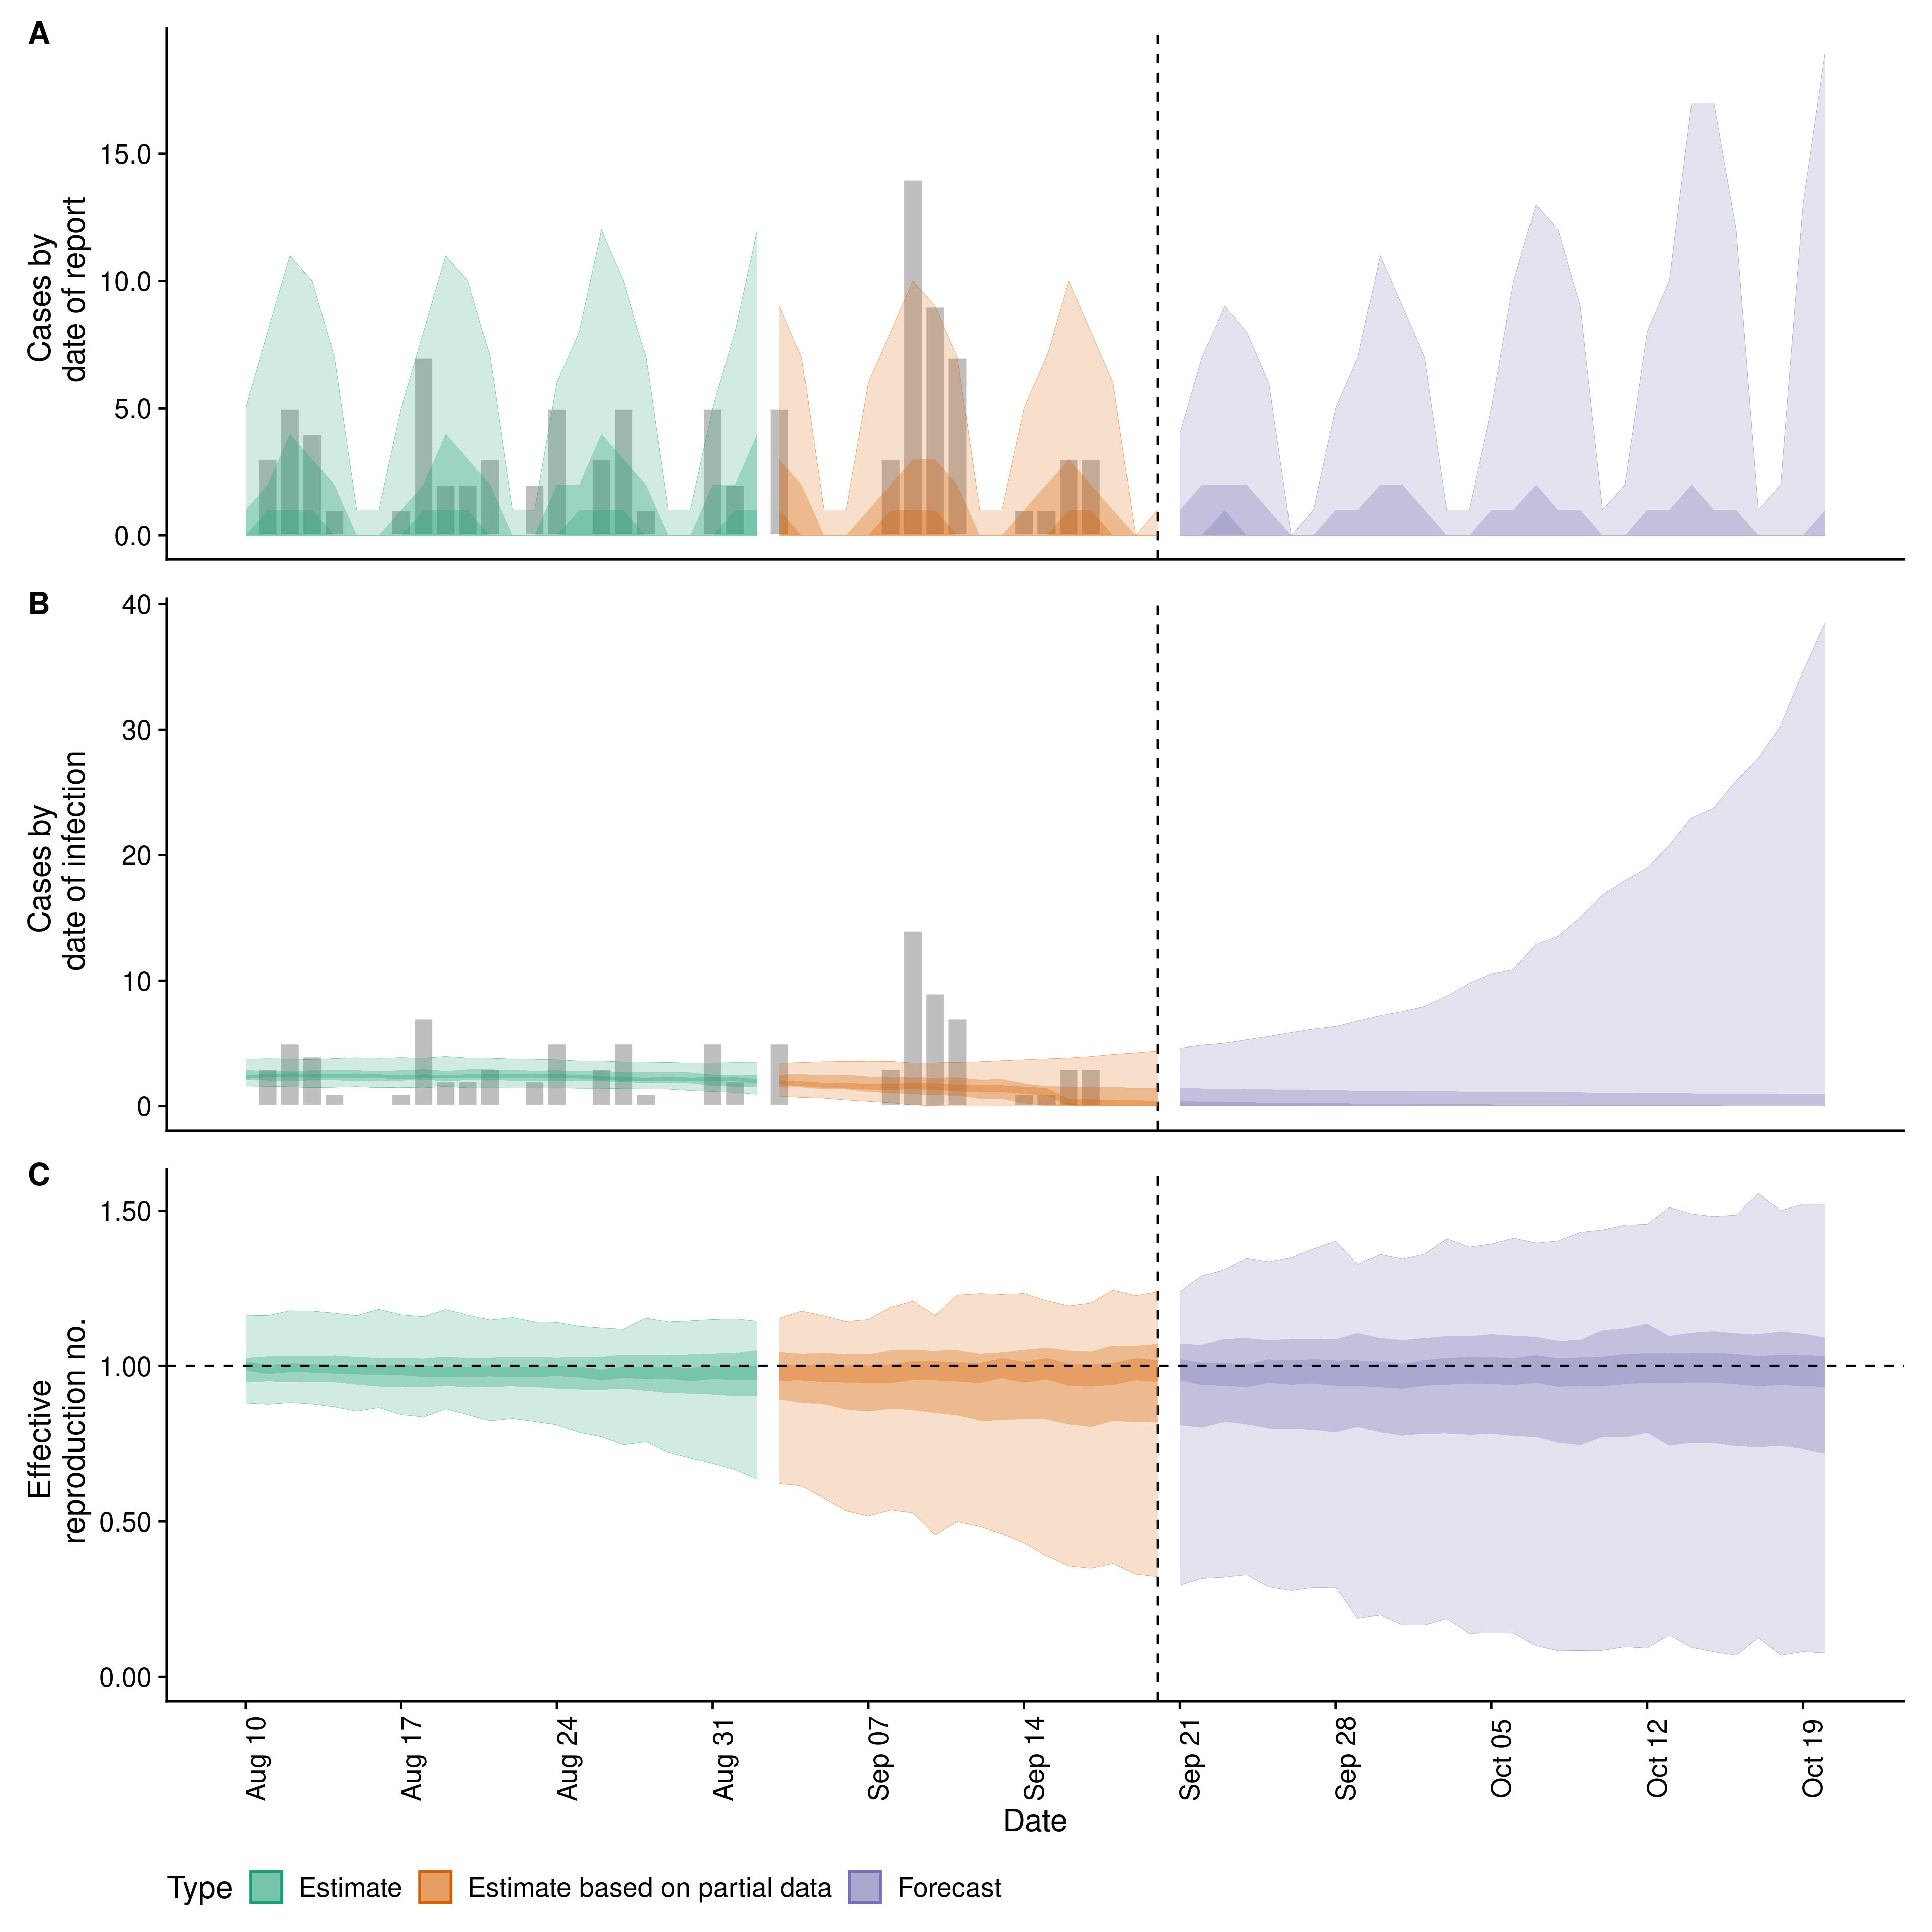 A
Cases by
date of report
15.0
10.0
5.0
0.0
B
Cases by
date of infection
40
30
20
10
0
C
Effective
reproduction no.
1.50
1.00
0.50
0.00
Aug 10
Aug 17
Aug 24
Aug 31
Sep 07
Sep 14
Sep 21
Sep 28
Oct 05
Oct 12
Oct 19
Date
Type Estimate Estimate based on partial data Forecast